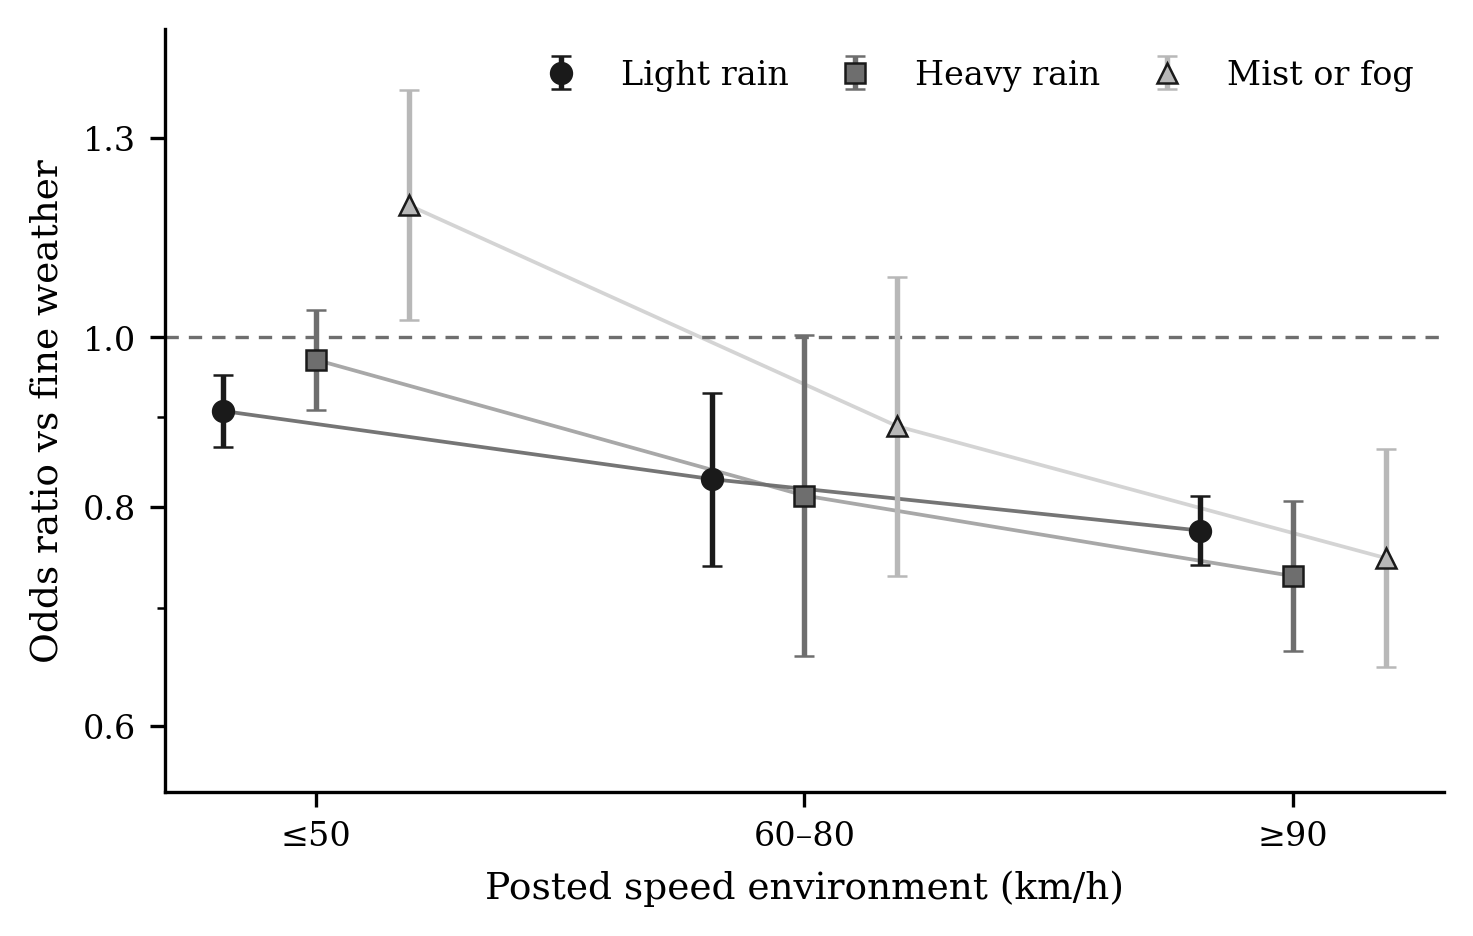 Light rain
Heavy rain
Mist or fog
Odds ratio vs fine weather
1.3
1.0
0.8
0.6
≤50
60–80
≥90
Posted speed environment (km/h)